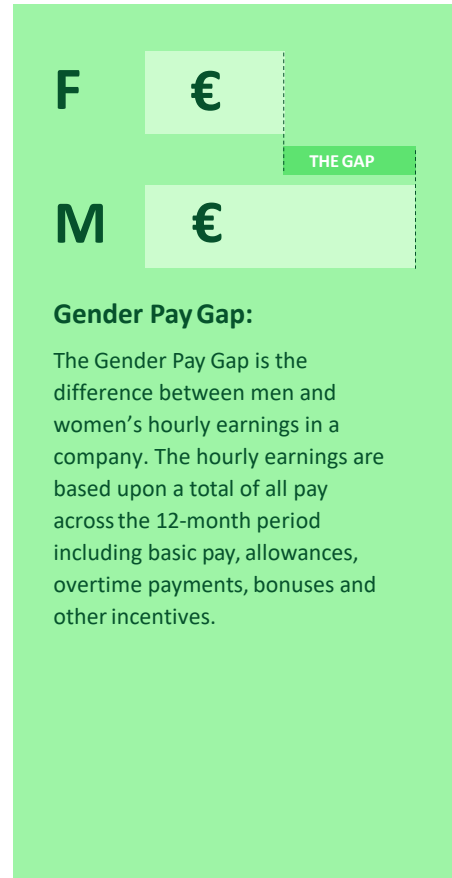 F €
THE GAP
M €
Gender Pay Gap:
The Gender Pay Gap is the
difference between men and
women’s hourly earnings in a
company. The hourly earnings are
based upon a total of all pay
across the 12-month period
including basic pay, allowances,
overtime payments, bonuses and
other incentives.